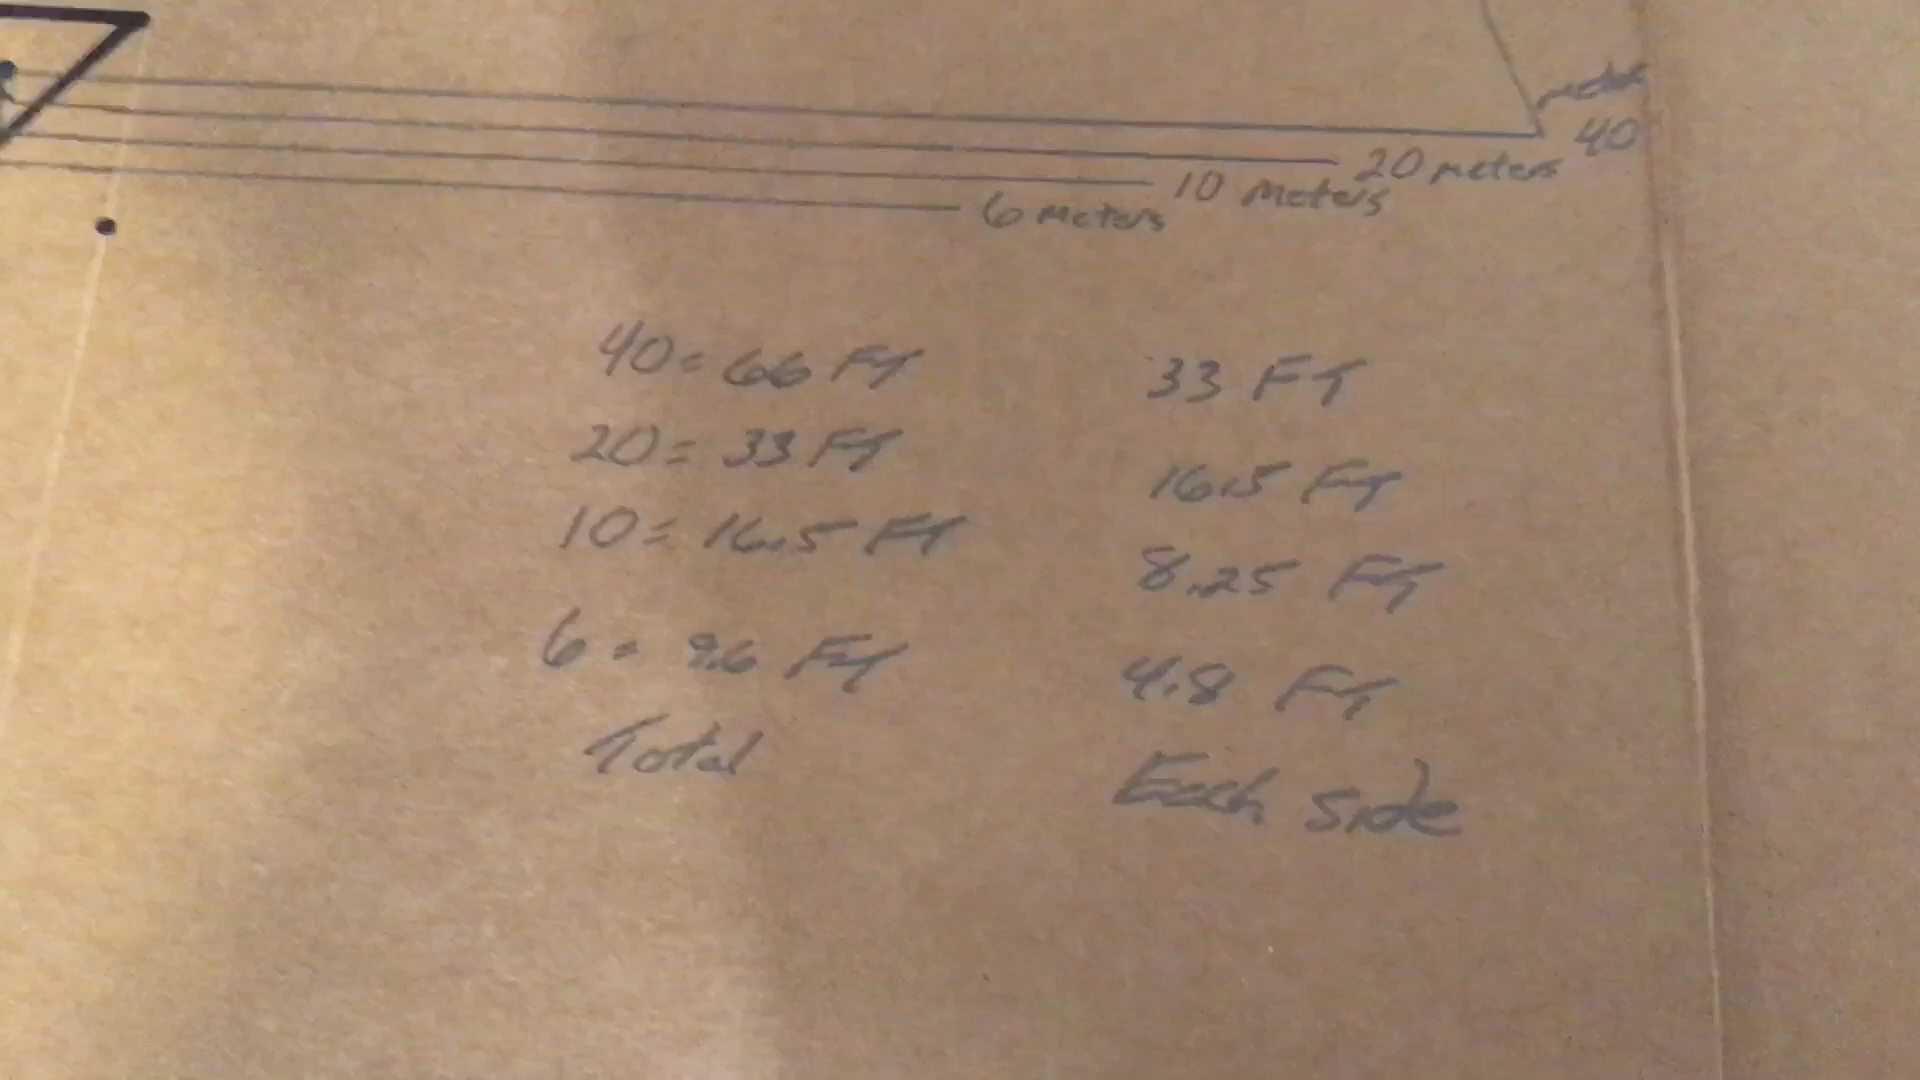 meters
40
20 meters
10 Meters
6 meters
40= 66 FT
33 FT
20= 33 FT
16.5 FT
10= 16.5 FT
8.25 FT
6= 9.6 FT
4.8 FT
Total
Each side